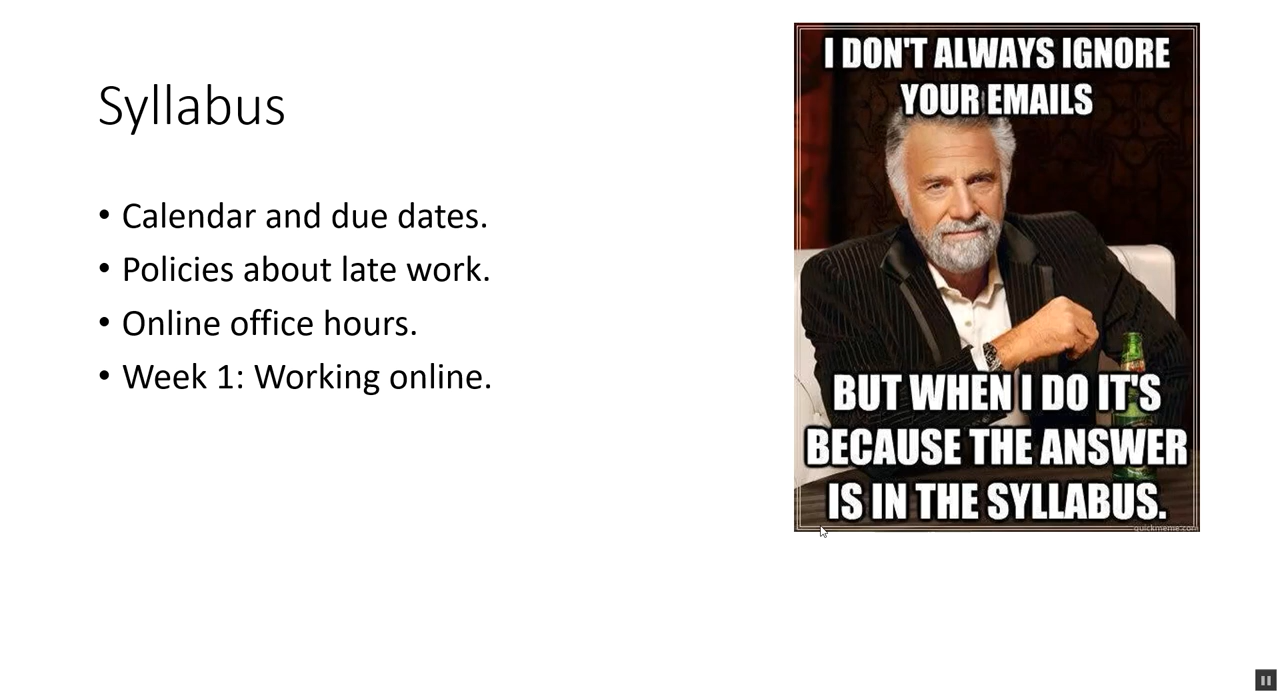 Syllabus
• Calendar and due dates.
• Policies about late work.
• Online office hours.
• Week 1: Working online.
I DON'T ALWAYS IGNORE
YOUR EMAILS
BUT WHEN I DO IT'S
BECAUSE THE ANSWER
IS IN THE SYLLABUS.
quickmeme.com